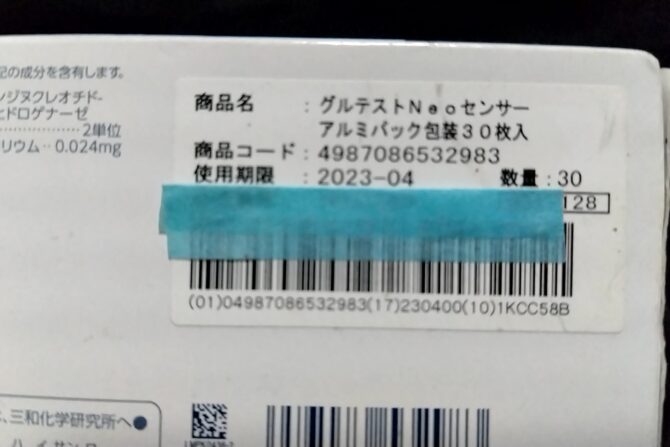 記の成分を含有します。
ンジヌクレオチド-
ヒドロゲナーゼ
2単位
リウム‥0.024mg
商品名 : グルテストNeoセンサー
アルミパック包装30枚入
商品コード : 4987086532983
使用期限 : 2023-04 数量 : 30
128
(01)04987086532983(17)230400(10)1KCC58B
、三和化学研究所へ●